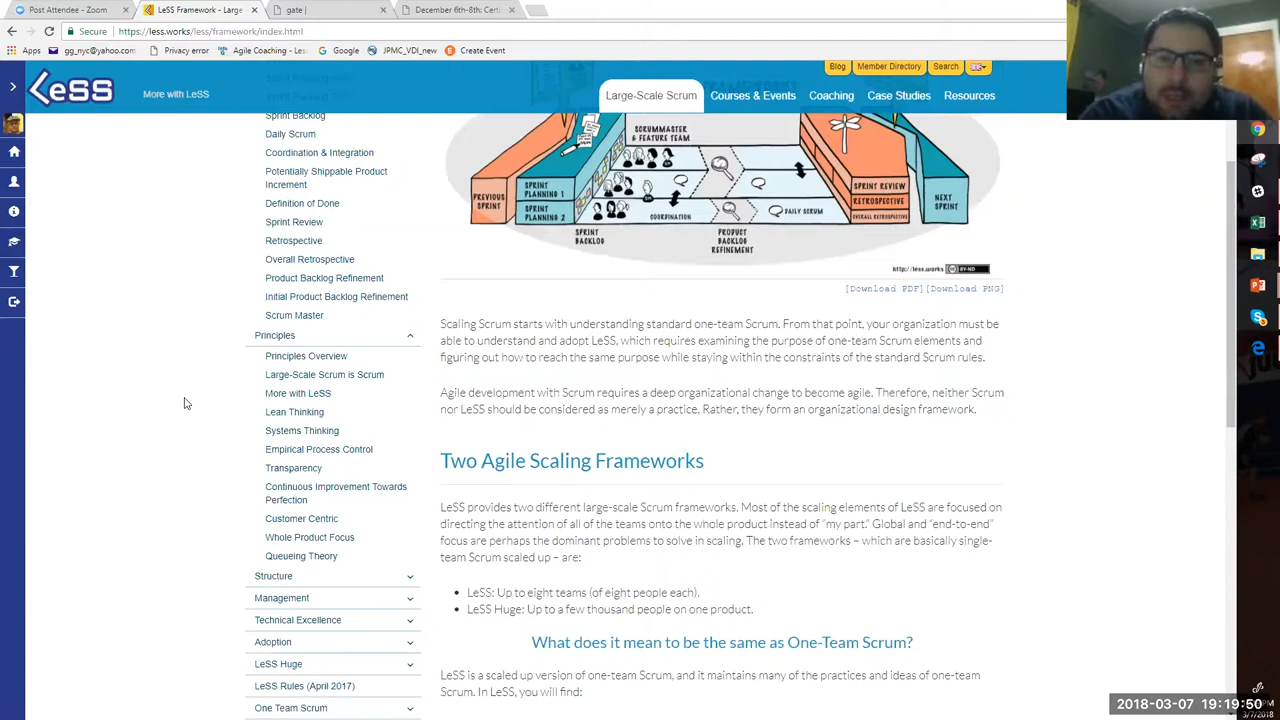 Post Attendee - Zoom
LeSS Framework - Large
gate |
December 6th-8th: Certi
Secure
https://less.works/less/framework/index.html
Apps
gg_nyc@yahoo.com
Privacy error
Agile Coaching - Les
Google
JPMC_VDI_new
Create Event
LeSS
More with LeSS
Blog
Member Directory
Search
Large-Scale Scrum
Courses & Events
Coaching
Case Studies
Resources
Sprint Backlog
Daily Scrum
Coordination & Integration
Potentially Shippable Product
Increment
Definition of Done
Sprint Review
Retrospective
Overall Retrospective
Product Backlog Refinement
Initial Product Backlog Refinement
Scrum Master
Principles
Principles Overview
Large-Scale Scrum is Scrum
More with LeSS
Lean Thinking
Systems Thinking
Empirical Process Control
Transparency
Continuous Improvement Towards
Perfection
Customer Centric
Whole Product Focus
Queueing Theory
Structure
Management
Technical Excellence
Adoption
LeSS Huge
LeSS Rules (April 2017)
One Team Scrum
SCRUMMASTER
& FEATURE TEAM
PREVIOUS
SPRINT
SPRINT
PLANNING 1
SPRINT
PLANNING 2
COORDINATION
DAILY SCRUM
SPRINT REVIEW
RETROSPECTIVE
OVERALL RETROSPECTIVE
NEXT
SPRINT
SPRINT
BACKLOG
PRODUCT
BACKLOG
REFINEMENT
http://less.works
BY-ND
[Download PDF][Download PNG]
Scaling Scrum starts with understanding standard one-team Scrum. From that point, your organization must be
able to understand and adopt LeSS, which requires examining the purpose of one-team Scrum elements and
figuring out how to reach the same purpose while staying within the constraints of the standard Scrum rules.
Agile development with Scrum requires a deep organizational change to become agile. Therefore, neither Scrum
nor LeSS should be considered as merely a practice. Rather, they form an organizational design framework.
Two Agile Scaling Frameworks
LeSS provides two different large-scale Scrum frameworks. Most of the scaling elements of LeSS are focused on
directing the attention of all of the teams onto the whole product instead of “my part.” Global and “end-to-end”
focus are perhaps the dominant problems to solve in scaling. The two frameworks – which are basically single-
team Scrum scaled up – are:
• LeSS: Up to eight teams (of eight people each).
• LeSS Huge: Up to a few thousand people on one product.
What does it mean to be the same as One-Team Scrum?
LeSS is a scaled up version of one-team Scrum, and it maintains many of the practices and ideas of one-team
Scrum. In LeSS, you will find:
2018-03-07 19:19:50
3/7/2018